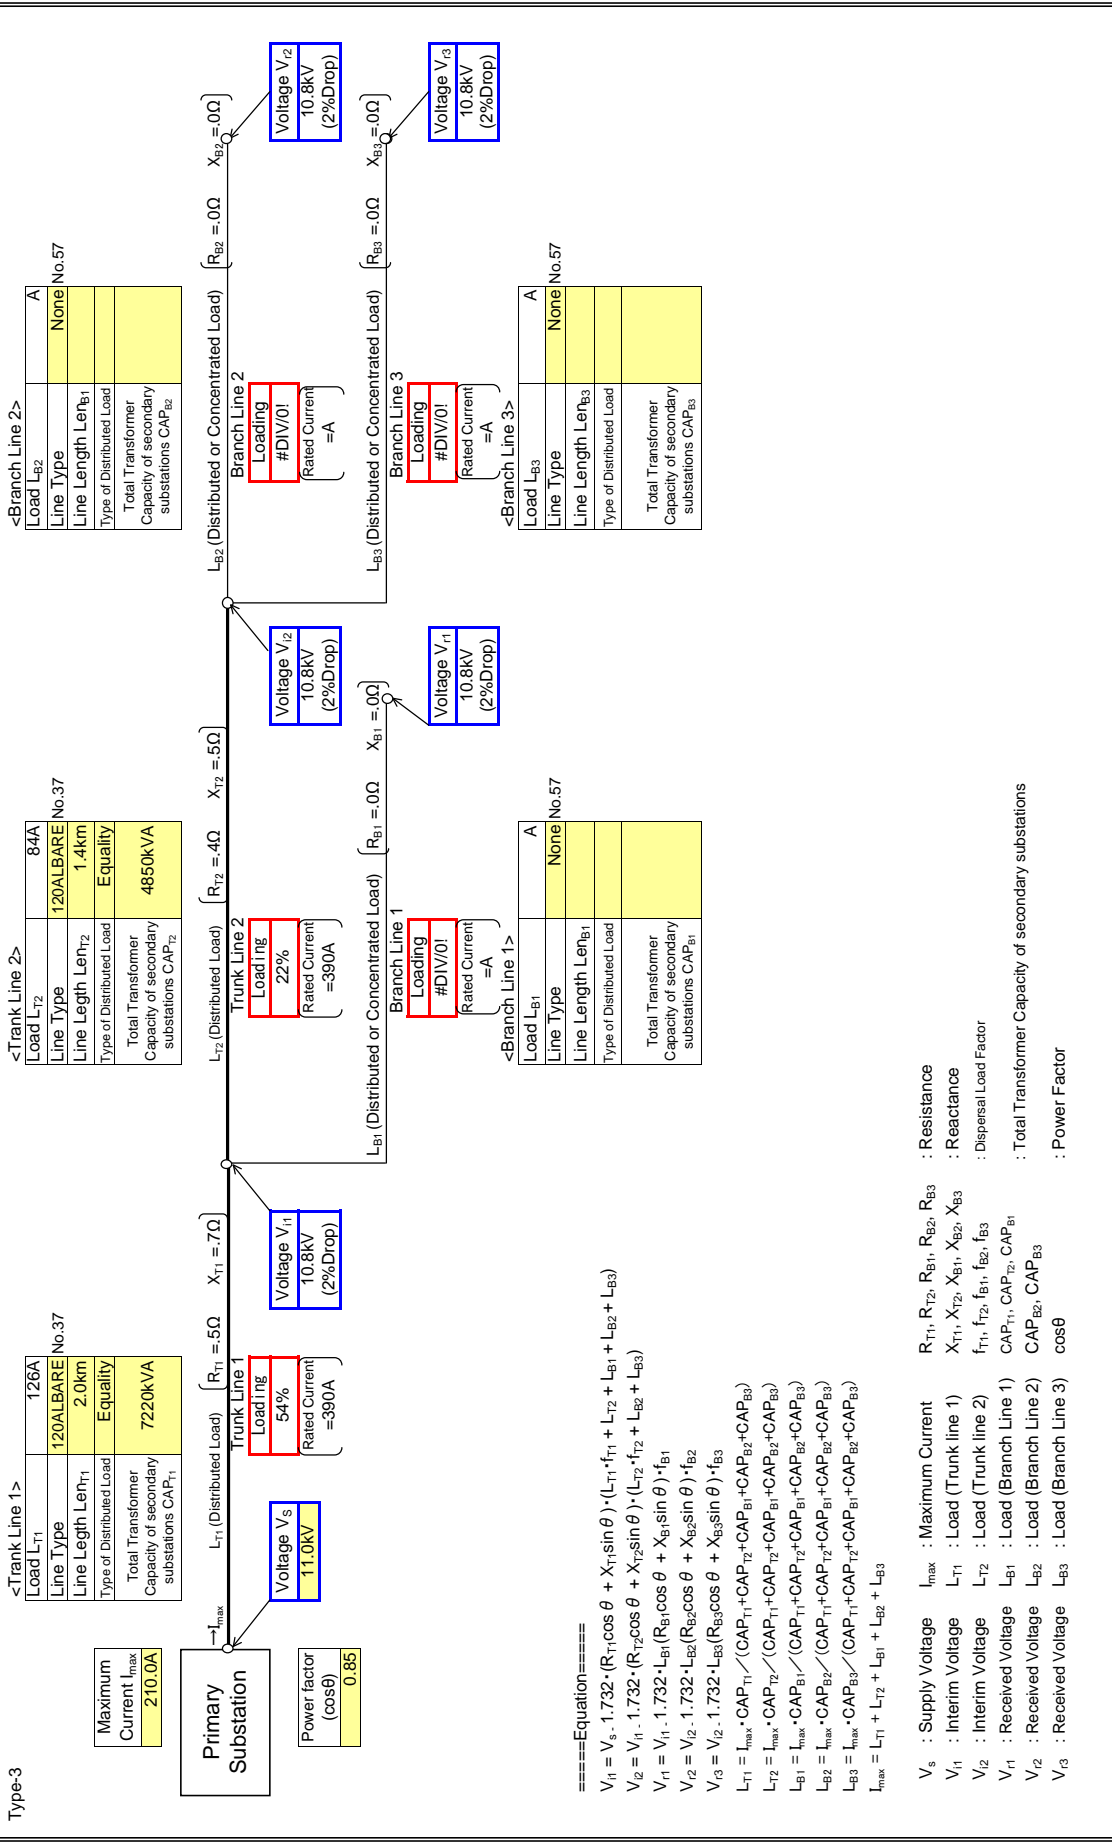 Type-3
Maximum
Current Imax
210.0A
Primary
Substation
Power factor
(cosθ)
0.85
→Imax
Voltage VS
11.0kV
<Trank Line 1>
Load LT1 126A
Line Type 120ALBARE No.37
Line Legth LenT1 2.0km
Type of Distributed Load Equality
Total Transformer
Capacity of secondary
substations CAPT1
7220kVA
LT1 (Distributed Load) RT1 =.5Ω XT1 =.7Ω
Trunk Line 1
Loading
54%
Rated Current
=390A
Voltage Vi1
10.8kV
(2%Drop)
<Trank Line 2>
Load LT2 84A
Line Type 120ALBARE No.37
Line Legth LenT2 1.4km
Type of Distributed Load Equality
Total Transformer
Capacity of secondary
substations CAPT2
4850kVA
LT2 (Distributed Load) RT2 =.4Ω XT2 =.5Ω
Trunk Line 2
Loading
22%
Rated Current
=390A
Voltage Vi2
10.8kV
(2%Drop)
LB1 (Distributed or Concentrated Load) RB1 =.0Ω XB1 =.0Ω
Branch Line 1
Loading
#DIV/0!
Rated Current
=A
Voltage Vr1
10.8kV
(2%Drop)
<Branch Line 1>
Load LB1 A
Line Type None No.57
Line Length LenB1
Type of Distributed Load
Total Transformer
Capacity of secondary
substations CAPB1
<Branch Line 2>
Load LB2 A
Line Type None No.57
Line Length LenB1
Type of Distributed Load
Total Transformer
Capacity of secondary
substations CAPB2
LB2 (Distributed or Concentrated Load) RB2 =.0Ω XB2 =.0Ω
Branch Line 2
Loading
#DIV/0!
Rated Current
=A
Voltage Vr2
10.8kV
(2%Drop)
LB3 (Distributed or Concentrated Load) RB3 =.0Ω XB3 =.0Ω
Branch Line 3
Loading
#DIV/0!
Rated Current
=A
Voltage Vr3
10.8kV
(2%Drop)
<Branch Line 3>
Load LB3 A
Line Type None No.57
Line Length LenB3
Type of Distributed Load
Total Transformer
Capacity of secondary
substations CAPB3
=====Equation=====
Vi1 = Vs - 1.732・(RT1cos θ + XT1sin θ)・(LT1・fT1 + LT2 + LB1 + LB2 + LB3)
Vi2 = Vi1 - 1.732・(RT2cos θ + XT2sin θ)・(LT2・fT2 + LB2 + LB3)
Vr1 = Vi1 - 1.732・LB1(RB1cos θ + XB1sin θ)・fB1
Vr2 = Vi2 - 1.732・LB2(RB2cos θ + XB2sin θ)・fB2
Vr3 = Vi2 - 1.732・LB3(RB3cos θ + XB3sin θ)・fB3
LT1 = Imax・CAPT1／(CAPT1+CAPT2+CAPB1+CAPB2+CAPB3)
LT2 = Imax・CAPT2／(CAPT1+CAPT2+CAPB1+CAPB2+CAPB3)
LB1 = Imax・CAPB1／(CAPT1+CAPT2+CAPB1+CAPB2+CAPB3)
LB2 = Imax・CAPB2／(CAPT1+CAPT2+CAPB1+CAPB2+CAPB3)
LB3 = Imax・CAPB3／(CAPT1+CAPT2+CAPB1+CAPB2+CAPB3)
Imax = LT1 + LT2 + LB1 + LB2 + LB3
Vs : Supply Voltage Imax : Maximum Current RT1, RT2, RB1, RB2, RB3 : Resistance
Vi1 : Interim Voltage LT1 : Load (Trunk line 1) XT1, XT2, XB1, XB2, XB3 : Reactance
Vi2 : Interim Voltage LT2 : Load (Trunk line 2) fT1, fT2, fB1, fB2, fB3 : Dispersal Load Factor
Vr1 : Received Voltage LB1 : Load (Branch Line 1) CAPT1, CAPT2, CAPB1 : Total Transformer Capacity of secondary substations
Vr2 : Received Voltage LB2 : Load (Branch Line 2) CAPB2, CAPB3
Vr3 : Received Voltage LB3 : Load (Branch Line 3) cosθ : Power Factor